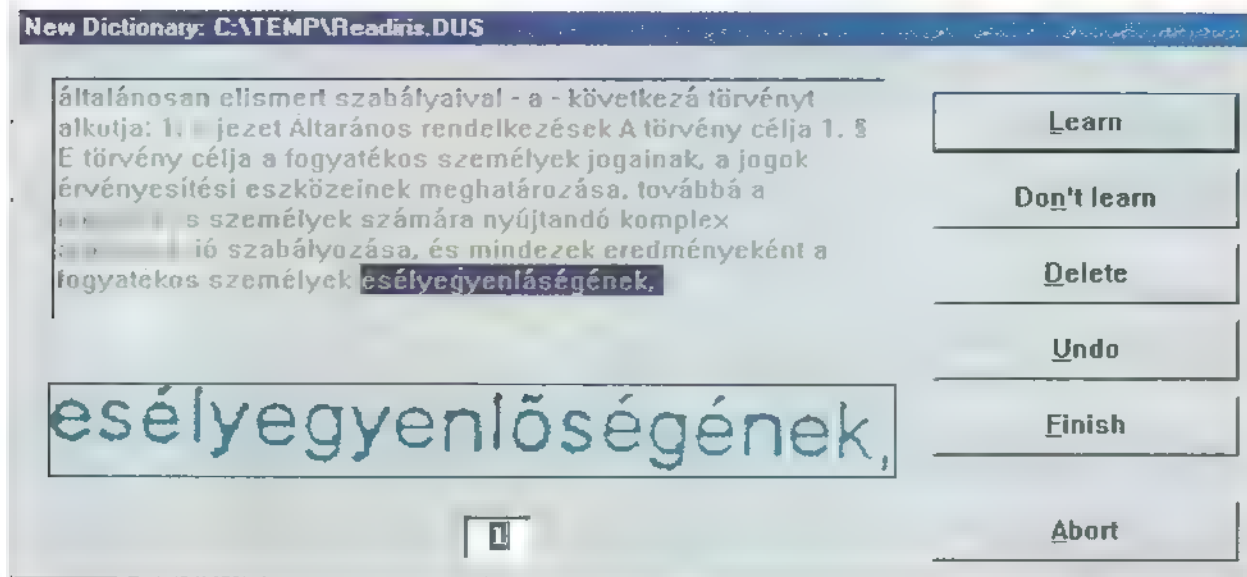 New Dictionary: C:\TEMP\Readiris.DUS
általánosan elismert szabályaival - a - következá törvényt
alkutja: 1. jezet Áltarános rendelkezések A törvény célja 1. §
E törvény célja a fogyatékos személyek jogainak, a jogok
érvényesítési eszközeinek meghatározása, továbbá a
s személyek számára nyújtandó komplex
ió szabályozása, és mindezek eredményeként a
fogyatékos személyek esélyegyenláségének,
esélyegyenlõségének,
1
Learn
Don't learn
Delete
Undo
Finish
Abort